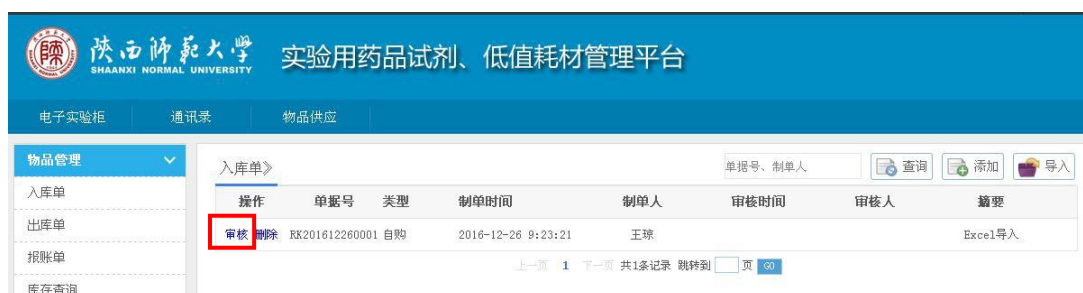 陕西师范大学 实验用药品试剂、低值耗材管理平台
SHAANXI NORMAL UNIVERSITY
电子实验柜 通讯录 物品供应
物品管理
入库单
出库单
报账单
库存查询
入库单》 单据号、制单人 查询 添加 导入
操作 单据号 类型 制单时间 制单人 审核时间 审核人 摘要
审核 删除 RK201612260001 自购 2016-12-26 9:23:21 王琼 Excel导入
上一页 1 下一页 共1条记录 跳转到 页 GO